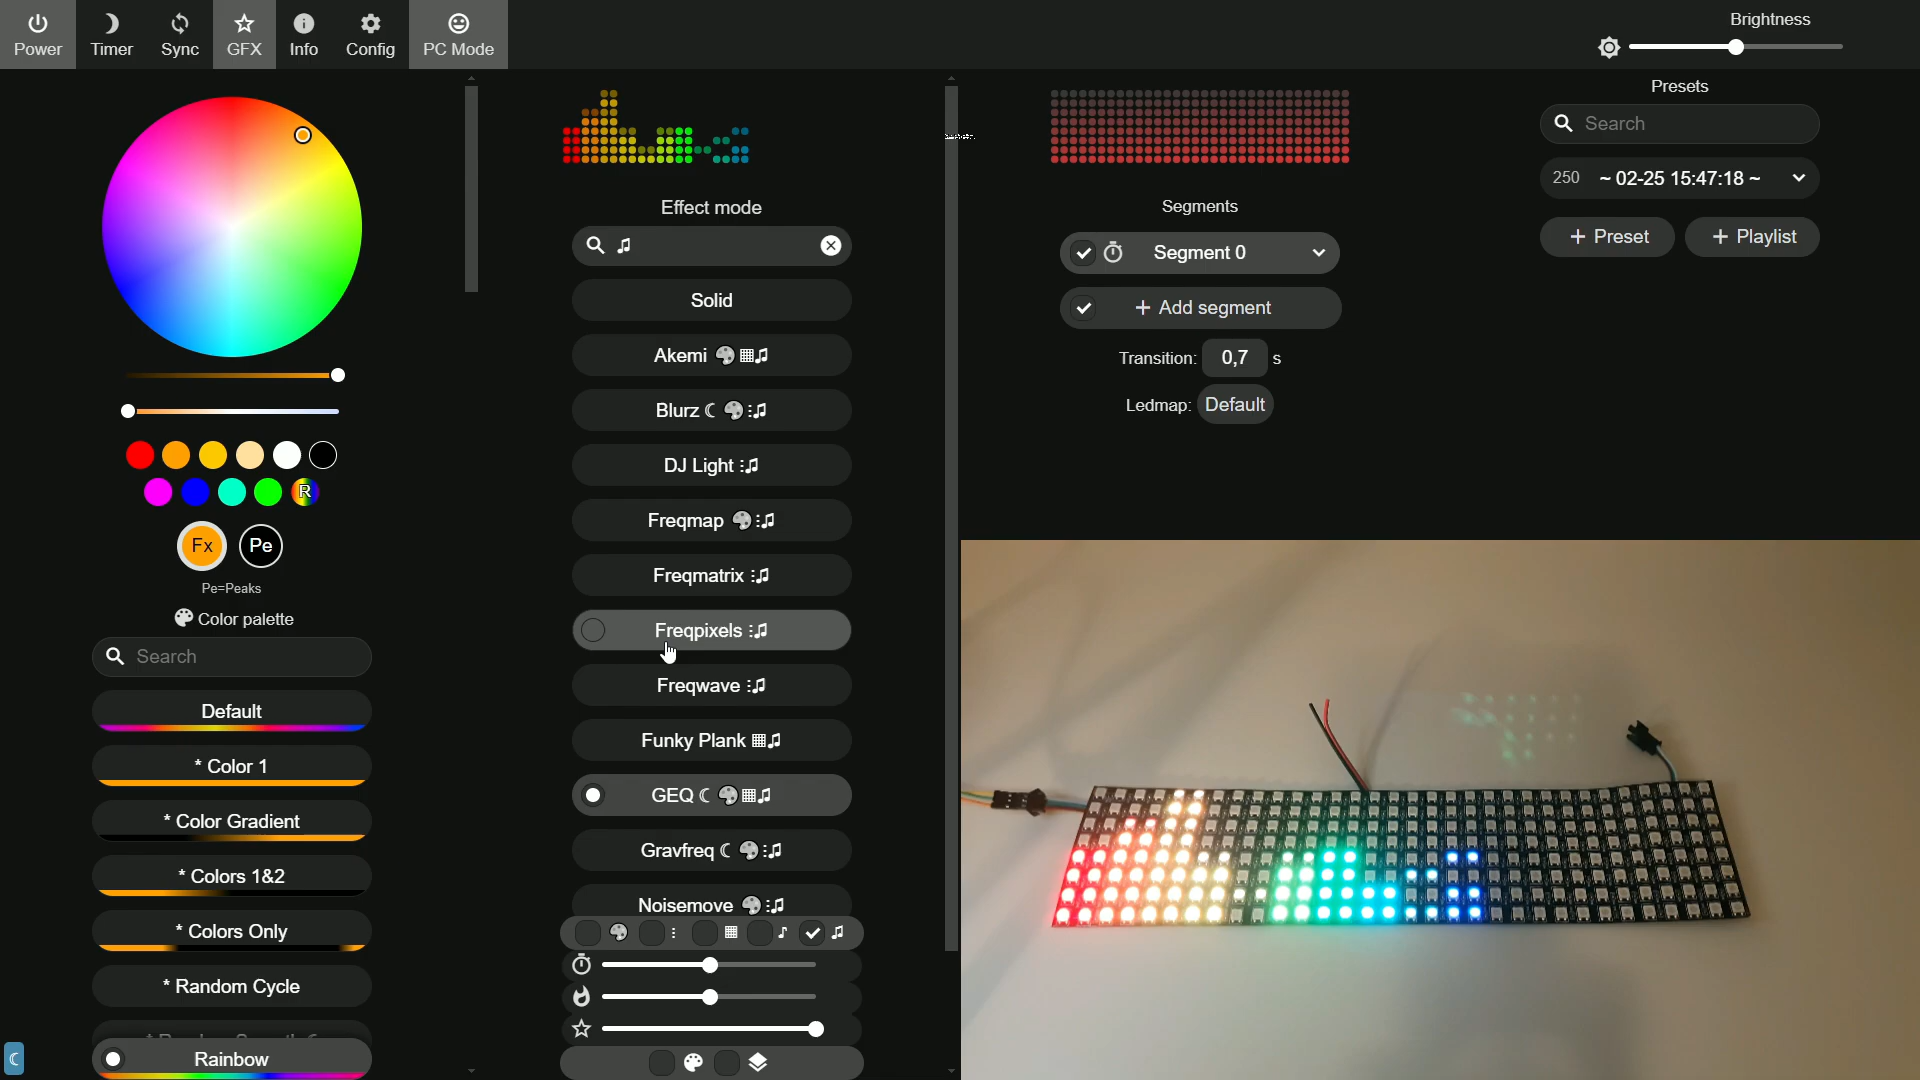 Power
Timer
Sync
GFX
Info
Config
PC Mode
Brightness
R
Fx
Pe
Pe=Peaks
Color palette
Search
Default
* Color 1
* Color Gradient
* Colors 1&2
* Colors Only
* Random Cycle
Rainbow
Effect mode
Solid
Akemi
Blurz
DJ Light
Freqmap
Freqmatrix
Freqpixels
Freqwave
Funky Plank
GEQ
Gravfreq
Noisemove
Segments
Segment 0
+ Add segment
Transition: 0,7 s
Ledmap: Default
Presets
Search
250 ~ 02-25 15:47:18 ~
+ Preset
+ Playlist